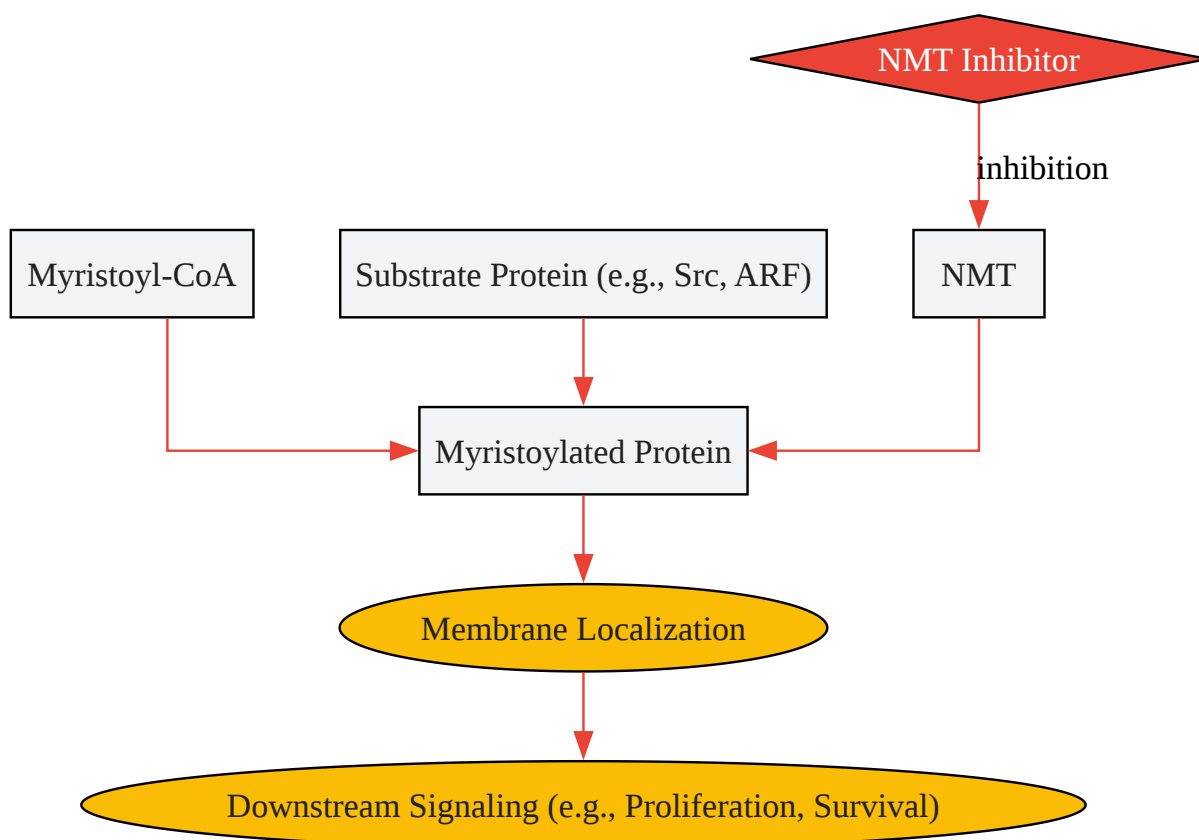 NMT Inhibitor
inhibition
Myristoyl-CoA
Substrate Protein (e.g., Src, ARF)
NMT
Myristoylated Protein
Membrane Localization
Downstream Signaling (e.g., Proliferation, Survival)